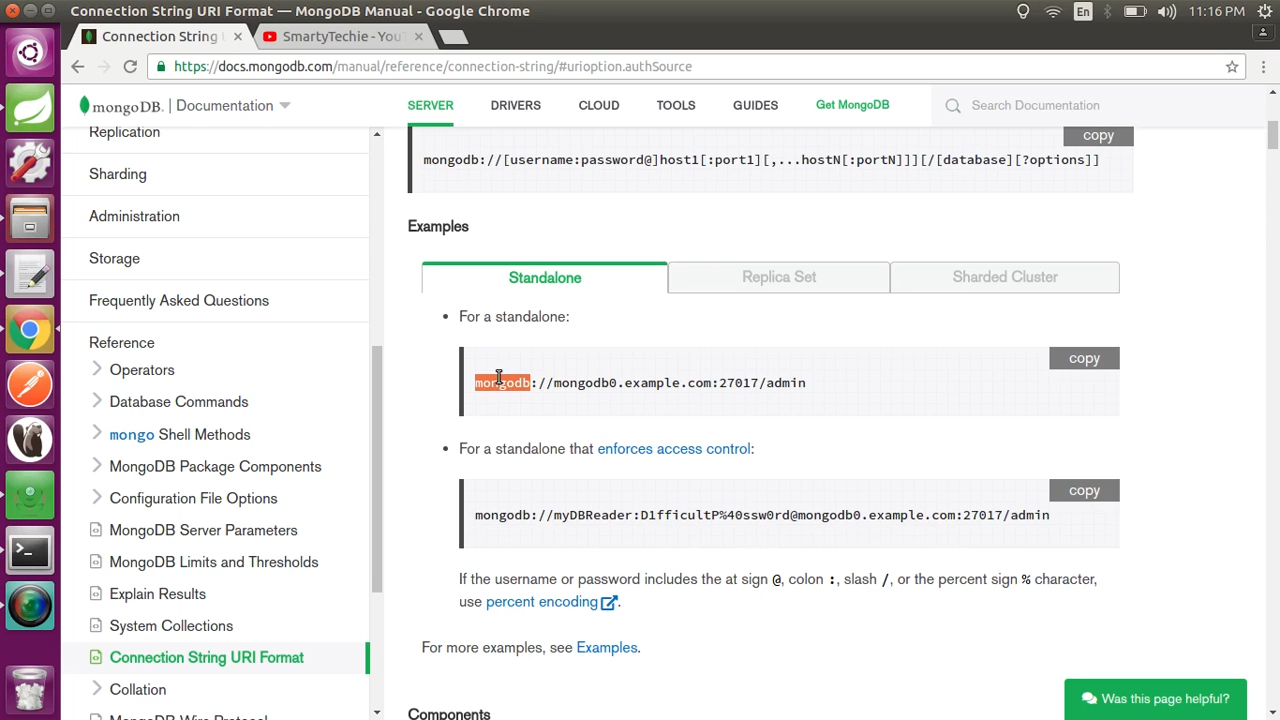 Connection String URI Format — MongoDB Manual - Google Chrome
En
11:16 PM
Connection String U
SmartyTechie - YouT
https://docs.mongodb.com/manual/reference/connection-string/#urioption.authSource
mongoDB. | Documentation
SERVER
DRIVERS
CLOUD
TOOLS
GUIDES
Get MongoDB
Search Documentation
Replication
Sharding
Administration
Storage
Frequently Asked Questions
Reference
Operators
Database Commands
mongo Shell Methods
MongoDB Package Components
Configuration File Options
MongoDB Server Parameters
MongoDB Limits and Thresholds
Explain Results
System Collections
Connection String URI Format
Collation
MongoDB Wire Protocol
copy
mongodb://[username:password@]host1[:port1][,...hostN[:portN]]][/[database][?options]]
Examples
Standalone
Replica Set
Sharded Cluster
For a standalone:
copy
mongodb://mongodb0.example.com:27017/admin
For a standalone that enforces access control:
copy
mongodb://myDBReader:D1fficultP%40ssw0rd@mongodb0.example.com:27017/admin
If the username or password includes the at sign @, colon :, slash /, or the percent sign % character,
use percent encoding.
For more examples, see Examples.
Components
Was this page helpful?